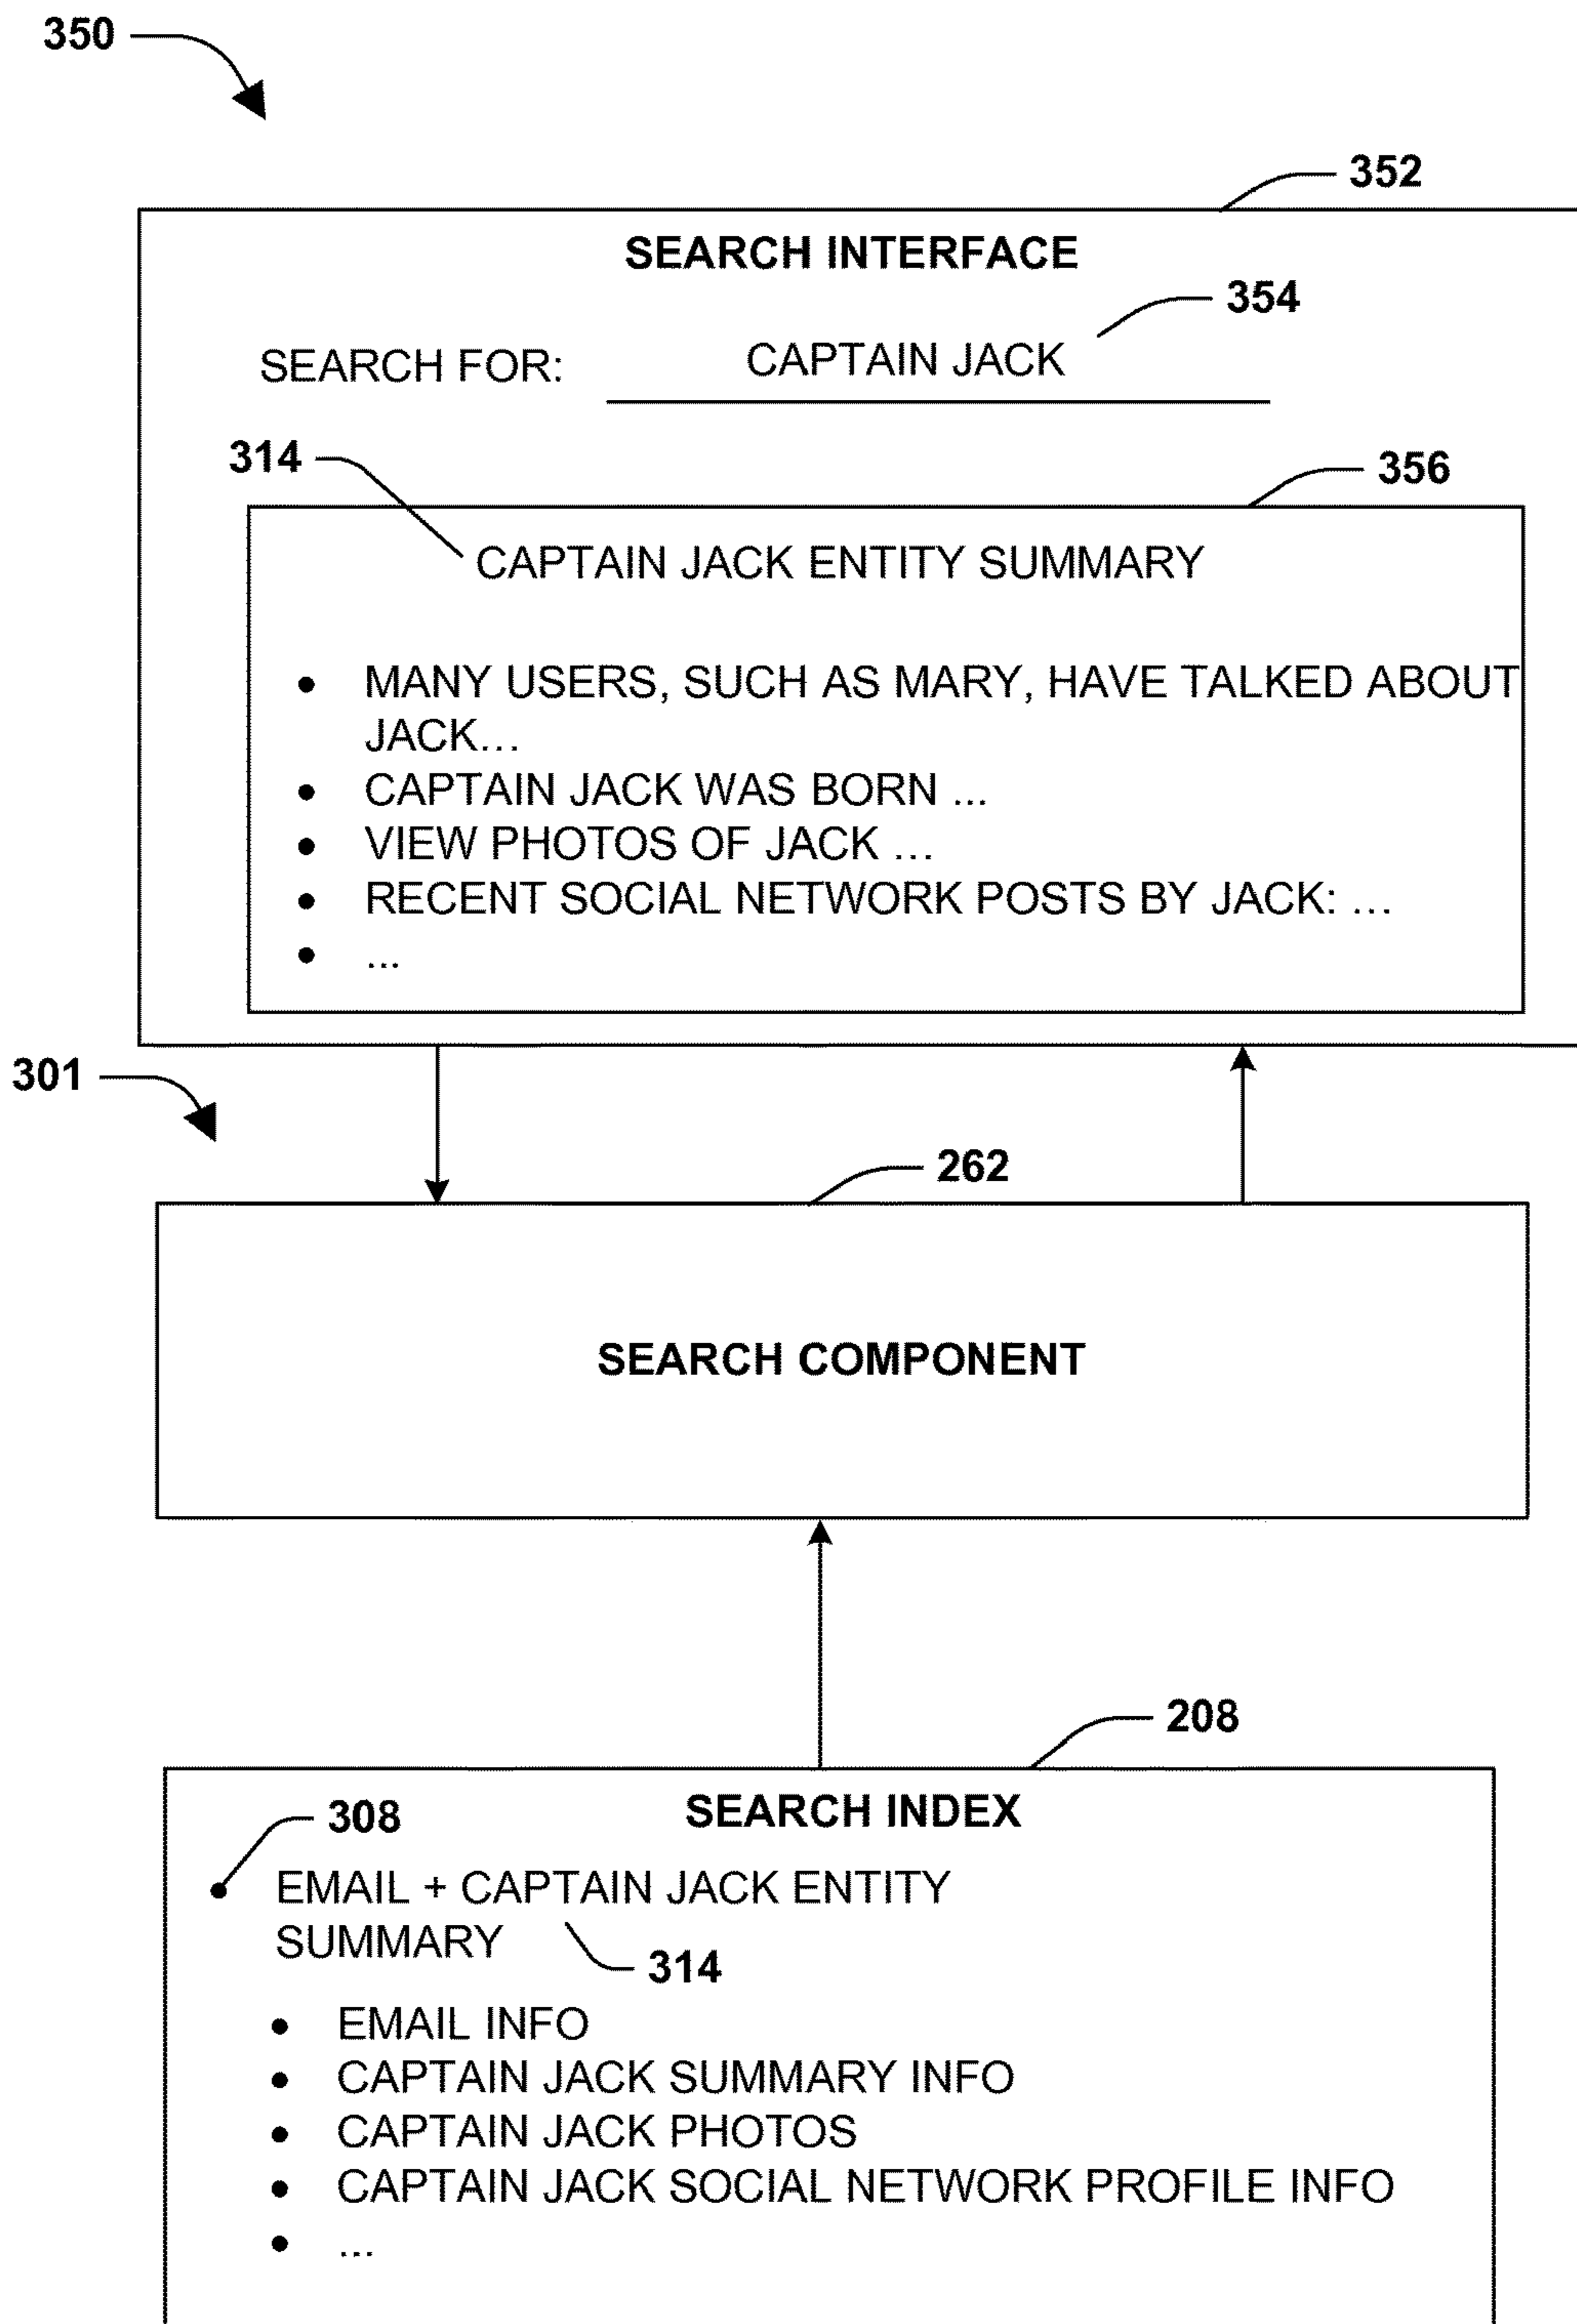 350
352
SEARCH INTERFACE
354
SEARCH FOR: CAPTAIN JACK
314
356
CAPTAIN JACK ENTITY SUMMARY
• MANY USERS, SUCH AS MARY, HAVE TALKED ABOUT
JACK...
• CAPTAIN JACK WAS BORN ...
• VIEW PHOTOS OF JACK ...
• RECENT SOCIAL NETWORK POSTS BY JACK: ...
• ...
301
262
SEARCH COMPONENT
208
SEARCH INDEX
308
• EMAIL + CAPTAIN JACK ENTITY
SUMMARY
314
• EMAIL INFO
• CAPTAIN JACK SUMMARY INFO
• CAPTAIN JACK PHOTOS
• CAPTAIN JACK SOCIAL NETWORK PROFILE INFO
• ...